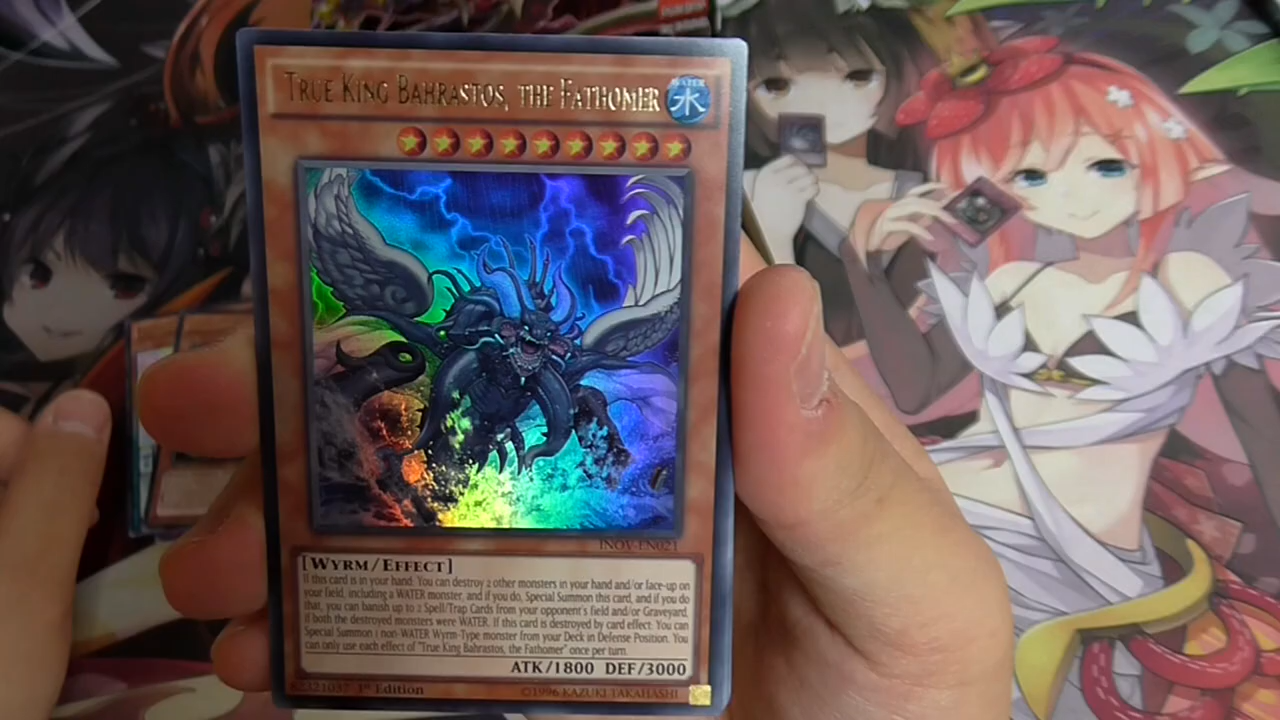 TRUE KING BAHRASTOS, THE FATHOMER
WATER
水
INOV-EN021
[WYRM/EFFECT]
If this card is in your hand: You can destroy 2 other monsters in your hand and/or face-up on
your field, including a WATER monster, and if you do, Special Summon this card, and if you do
that, you can banish up to 2 Spell/Trap Cards from your opponent's field and/or Graveyard,
if both the destroyed monsters were WATER. If this card is destroyed by card effect: You can
Special Summon 1 non-WATER Wyrm-Type monster from your Deck in Defense Position. You
can only use each effect of "True King Bahrastos, the Fathomer" once per turn.
ATK/1800 DEF/3000
62321037 1st Edition
©1996 KAZUKI TAKAHASHI